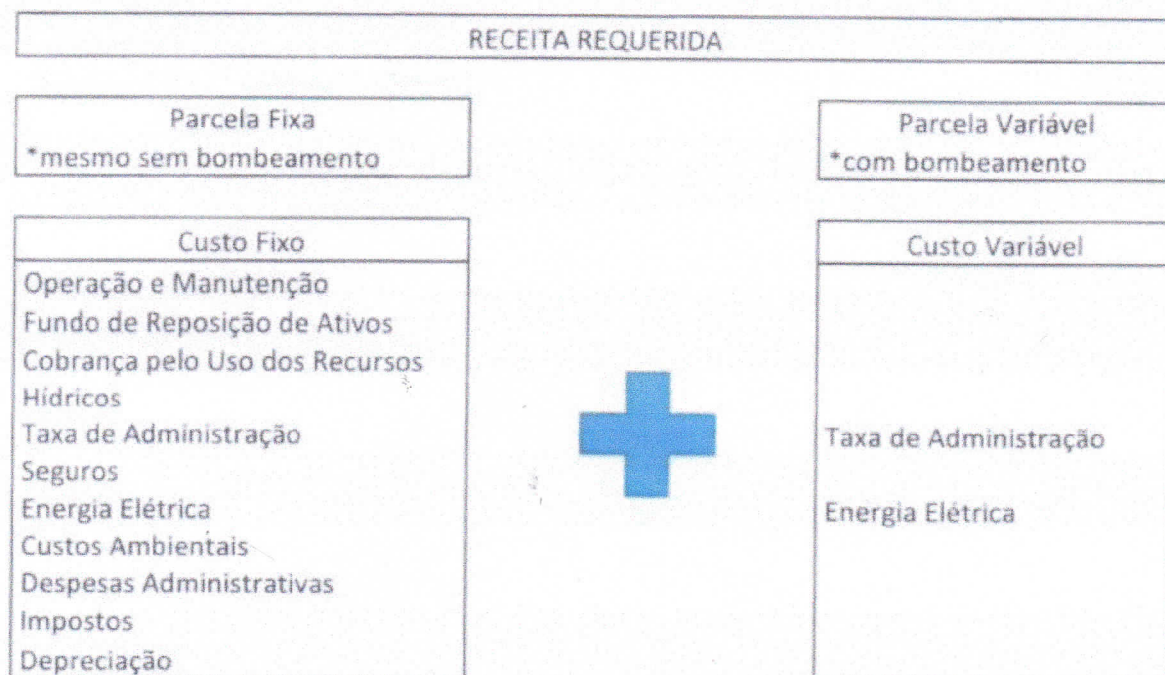 RECEITA REQUERIDA
Parcela Fixa
*mesmo sem bombeamento
Parcela Variável
*com bombeamento
Custo Fixo
Operação e Manutenção
Fundo de Reposição de Ativos
Cobrança pelo Uso dos Recursos
Hídricos
Taxa de Administração
Seguros
Energia Elétrica
Custos Ambientais
Despesas Administrativas
Impostos
Depreciação
Custo Variável
Taxa de Administração
Energia Elétrica